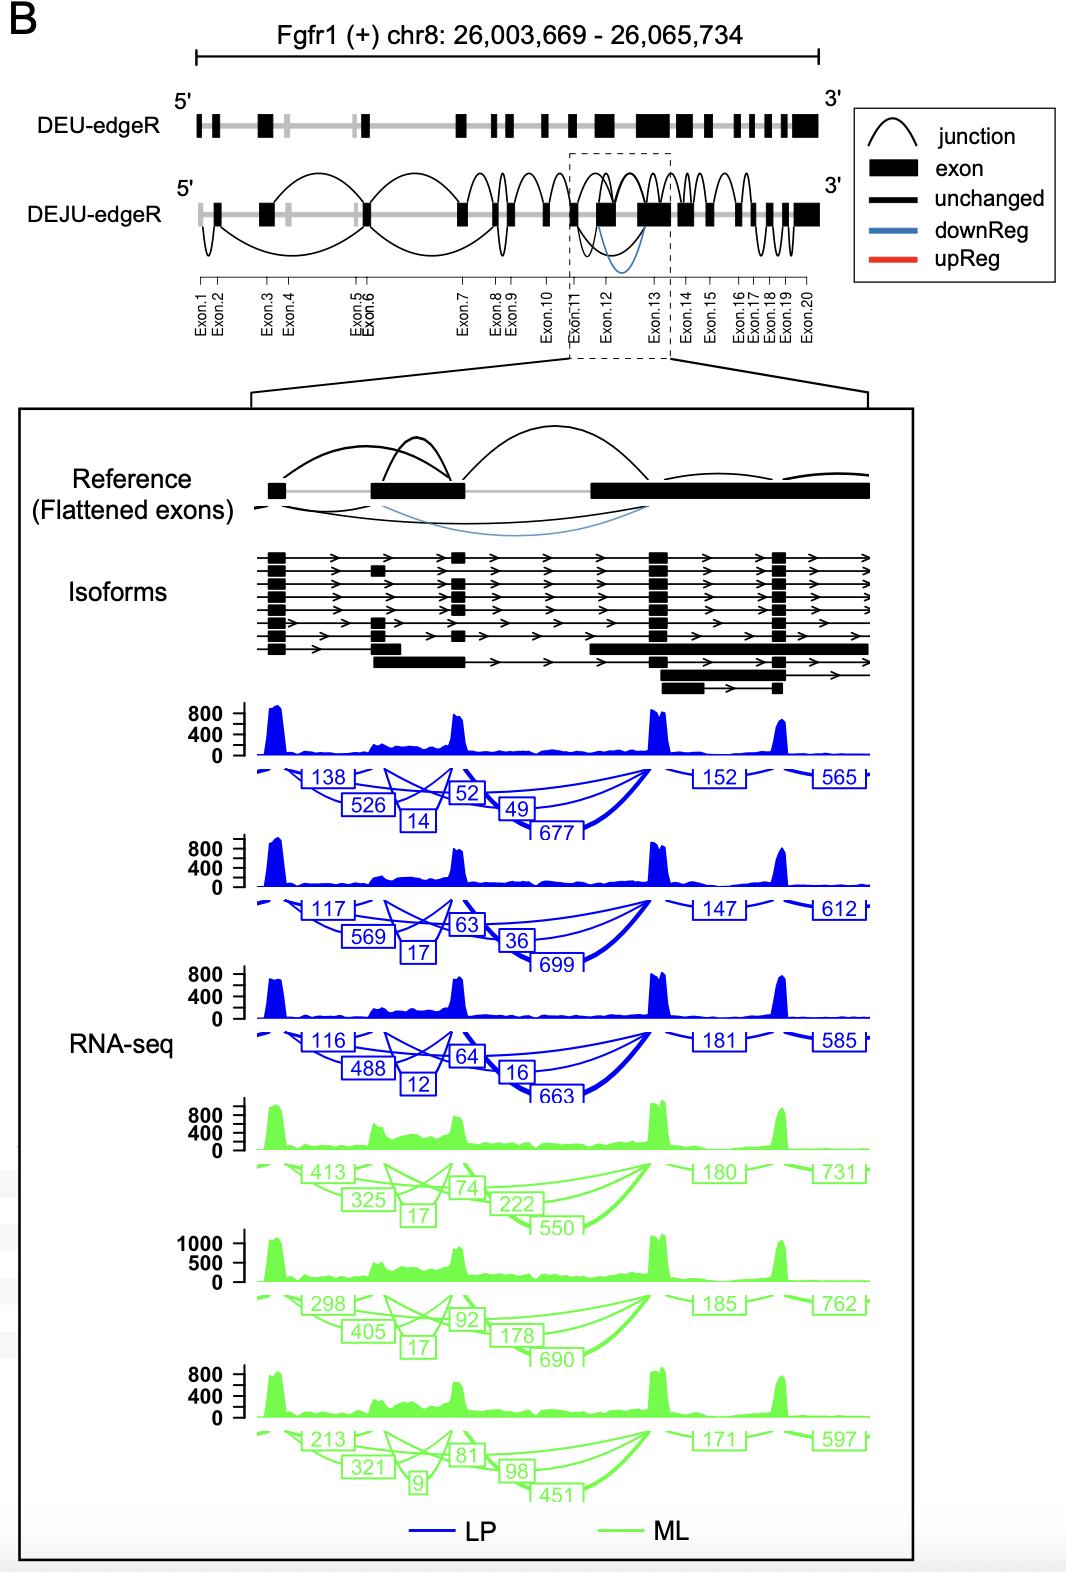 B
Fgfr1 (+) chr8: 26,003,669 - 26,065,734
5'
3'
DEU-edgeR
5'
3'
DEJU-edgeR
junction
exon
unchanged
downReg
upReg
Exon.1
Exon.2
Exon.3
Exon.4
Exon.5
Exon.6
Exon.7
Exon.8
Exon.9
Exon.10
Exon.11
Exon.12
Exon.13
Exon.14
Exon.15
Exon.16
Exon.17
Exon.18
Exon.19
Exon.20
Reference
(Flattened exons)
Isoforms
RNA-seq
800
400
0
138
526
14
52
49
677
152
565
800
400
0
117
569
17
63
36
699
147
612
800
400
0
116
488
12
64
16
663
181
585
800
400
0
413
325
17
74
222
550
180
731
1000
500
0
298
405
17
92
178
690
185
762
800
400
0
213
321
9
81
98
451
171
597
LP
ML